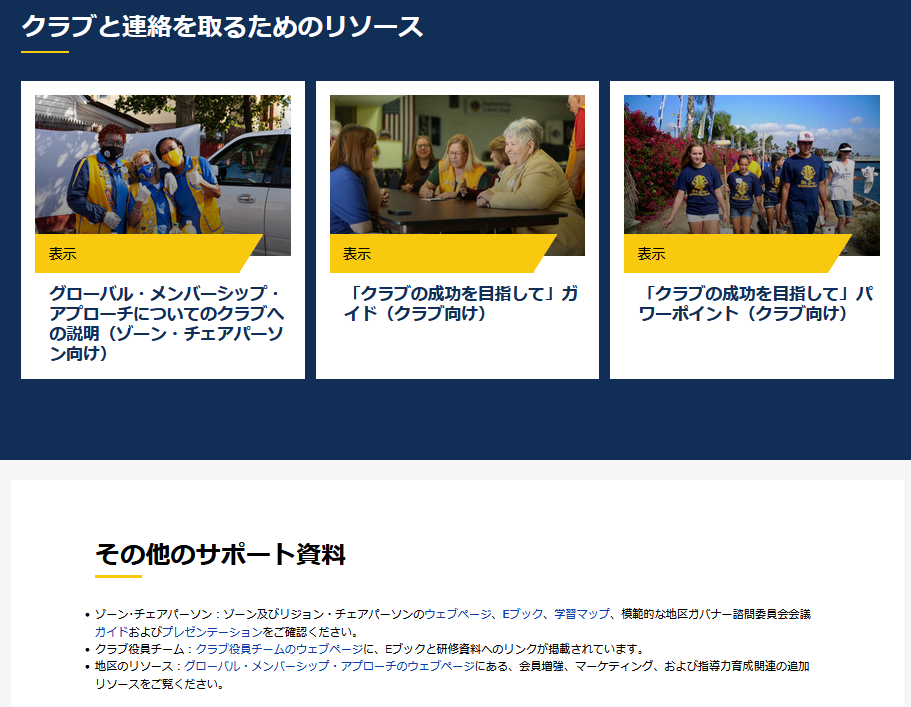 クラブと連絡を取るためのリソース
表示
グローバル・メンバーシップ・
アプローチについてのクラブへ
の説明（ゾーン・チェアパーソ
ン向け）
表示
「クラブの成功を目指して」ガ
イド（クラブ向け）
表示
「クラブの成功を目指して」パ
ワーポイント（クラブ向け）
その他のサポート資料
• ゾーン･チェアパーソン：ゾーン及びリジョン・チェアパーソンのウェブページ、Eブック、学習マップ、模範的な地区ガバナー諮問委員会会議
ガイドおよびプレゼンテーションをご確認ください。
• クラブ役員チーム：クラブ役員チームのウェブページに、Eブックと研修資料へのリンクが掲載されています。
• 地区のリソース：グローバル・メンバーシップ・アプローチのウェブページにある、会員増強、マーケティング、および指導力育成関連の追加
リソースをご覧ください。